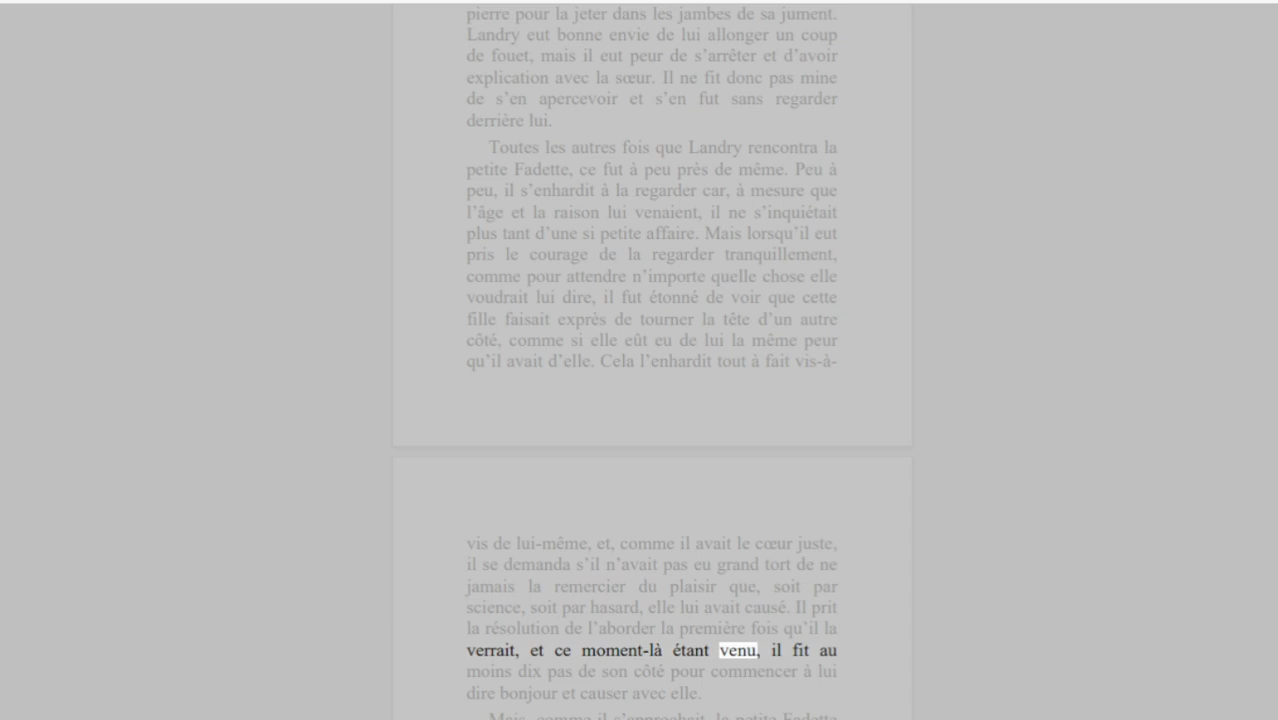 pierre pour la jeter dans les jambes de sa jument.
Landry eut bonne envie de lui allonger un coup
de fouet, mais il eut peur de s’arrêter et d’avoir
explication avec la sœur. Il ne fit donc pas mine
de s’en apercevoir et s’en fut sans regarder
derrière lui.
Toutes les autres fois que Landry rencontra la
petite Fadette, ce fut à peu près de même. Peu à
peu, il s’enhardit à la regarder car, à mesure que
l’âge et la raison lui venaient, il ne s’inquiétait
plus tant d’une si petite affaire. Mais lorsqu’il eut
pris le courage de la regarder tranquillement,
comme pour attendre n’importe quelle chose elle
voudrait lui dire, il fut étonné de voir que cette
fille faisait exprès de tourner la tête d’un autre
côté, comme si elle eût eu de lui la même peur
qu’il avait d’elle. Cela l’enhardit tout à fait vis-à-
vis de lui-même, et, comme il avait le cœur juste,
il se demanda s’il n’avait pas eu grand tort de ne
jamais la remercier du plaisir que, soit par
science, soit par hasard, elle lui avait causé. Il prit
la résolution de l’aborder la première fois qu’il la
verrait, et ce moment-là étant venu, il fit au
moins dix pas de son côté pour commencer à lui
dire bonjour et causer avec elle.
Mais, comme il s’approchait, la petite Fadette